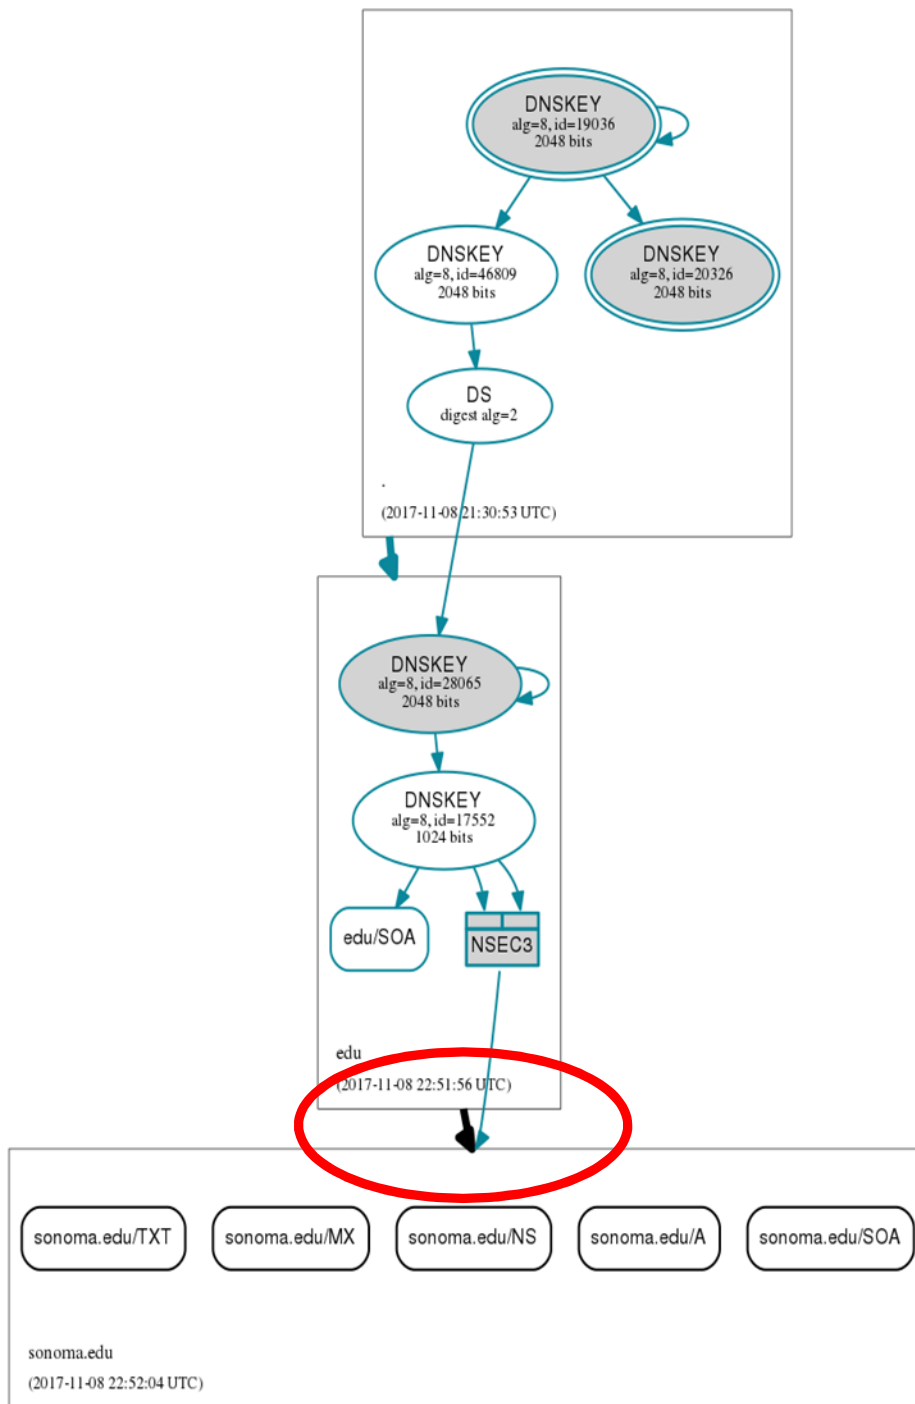 DNSKEY
alg=8, id=19036
2048 bits
DNSKEY
alg=8, id=46809
2048 bits
DNSKEY
alg=8, id=20326
2048 bits
DS
digest alg=2
.
(2017-11-08 21:30:53 UTC)
DNSKEY
alg=8, id=28065
2048 bits
DNSKEY
alg=8, id=17552
1024 bits
edu/SOA
NSEC3
edu
(2017-11-08 22:51:56 UTC)
sonoma.edu/TXT
sonoma.edu/MX
sonoma.edu/NS
sonoma.edu/A
sonoma.edu/SOA
sonoma.edu
(2017-11-08 22:52:04 UTC)